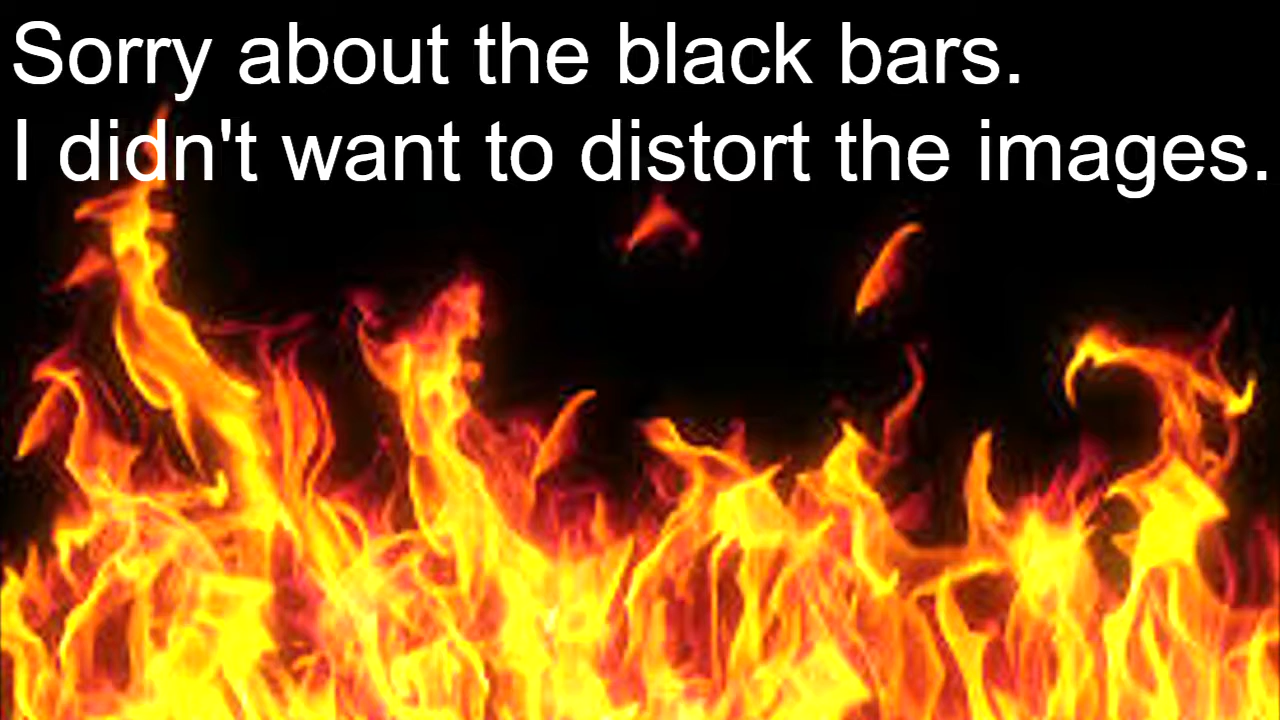 Sorry about the black bars.
I didn't want to distort the images.